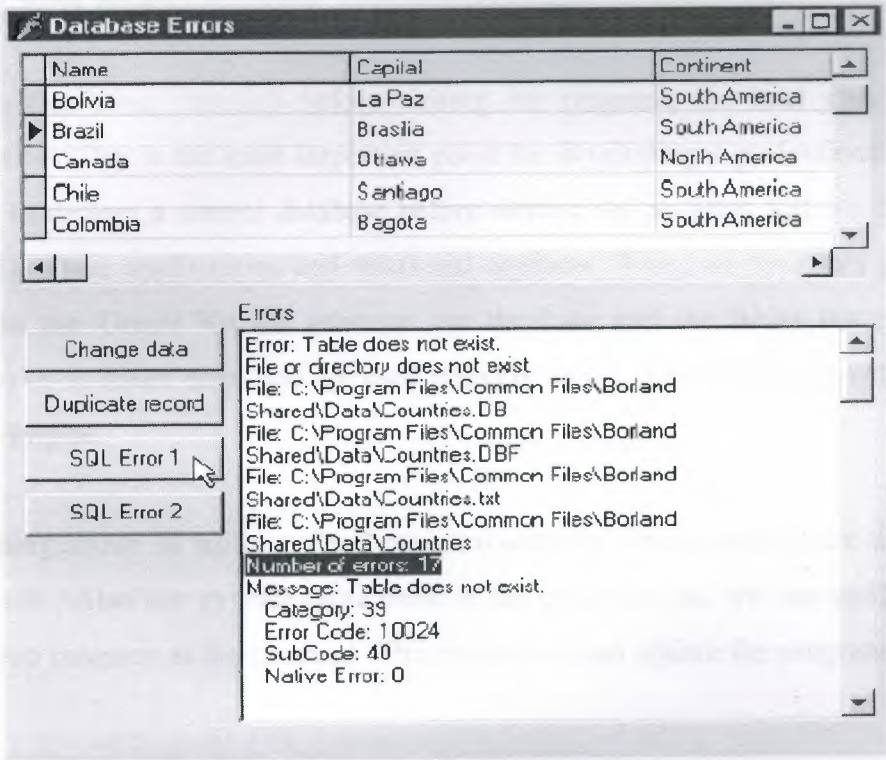 Database Errors
Name Capital Continent
Bolivia La Paz South America
Brazil Brasilia South America
Canada Ottawa North America
Chile Santiago South America
Colombia Bagota South America
Errors
Change data
Duplicate record
SQL Error 1
SQL Error 2
Error: Table does not exist.
File or directory does not exist.
File: C:\Program Files\Common Files\Borland
Shared\Data\Countries.DB
File: C:\Program Files\Common Files\Borland
Shared\Data\Countries.DBF
File: C:\Program Files\Common Files\Borland
Shared\Data\Countries.txt
File: C:\Program Files\Common Files\Borland
Shared\Data\Countries
Number of errors: 17
Message: Table does not exist.
Category: 39
Error Code: 10024
SubCode: 40
Native Error: 0